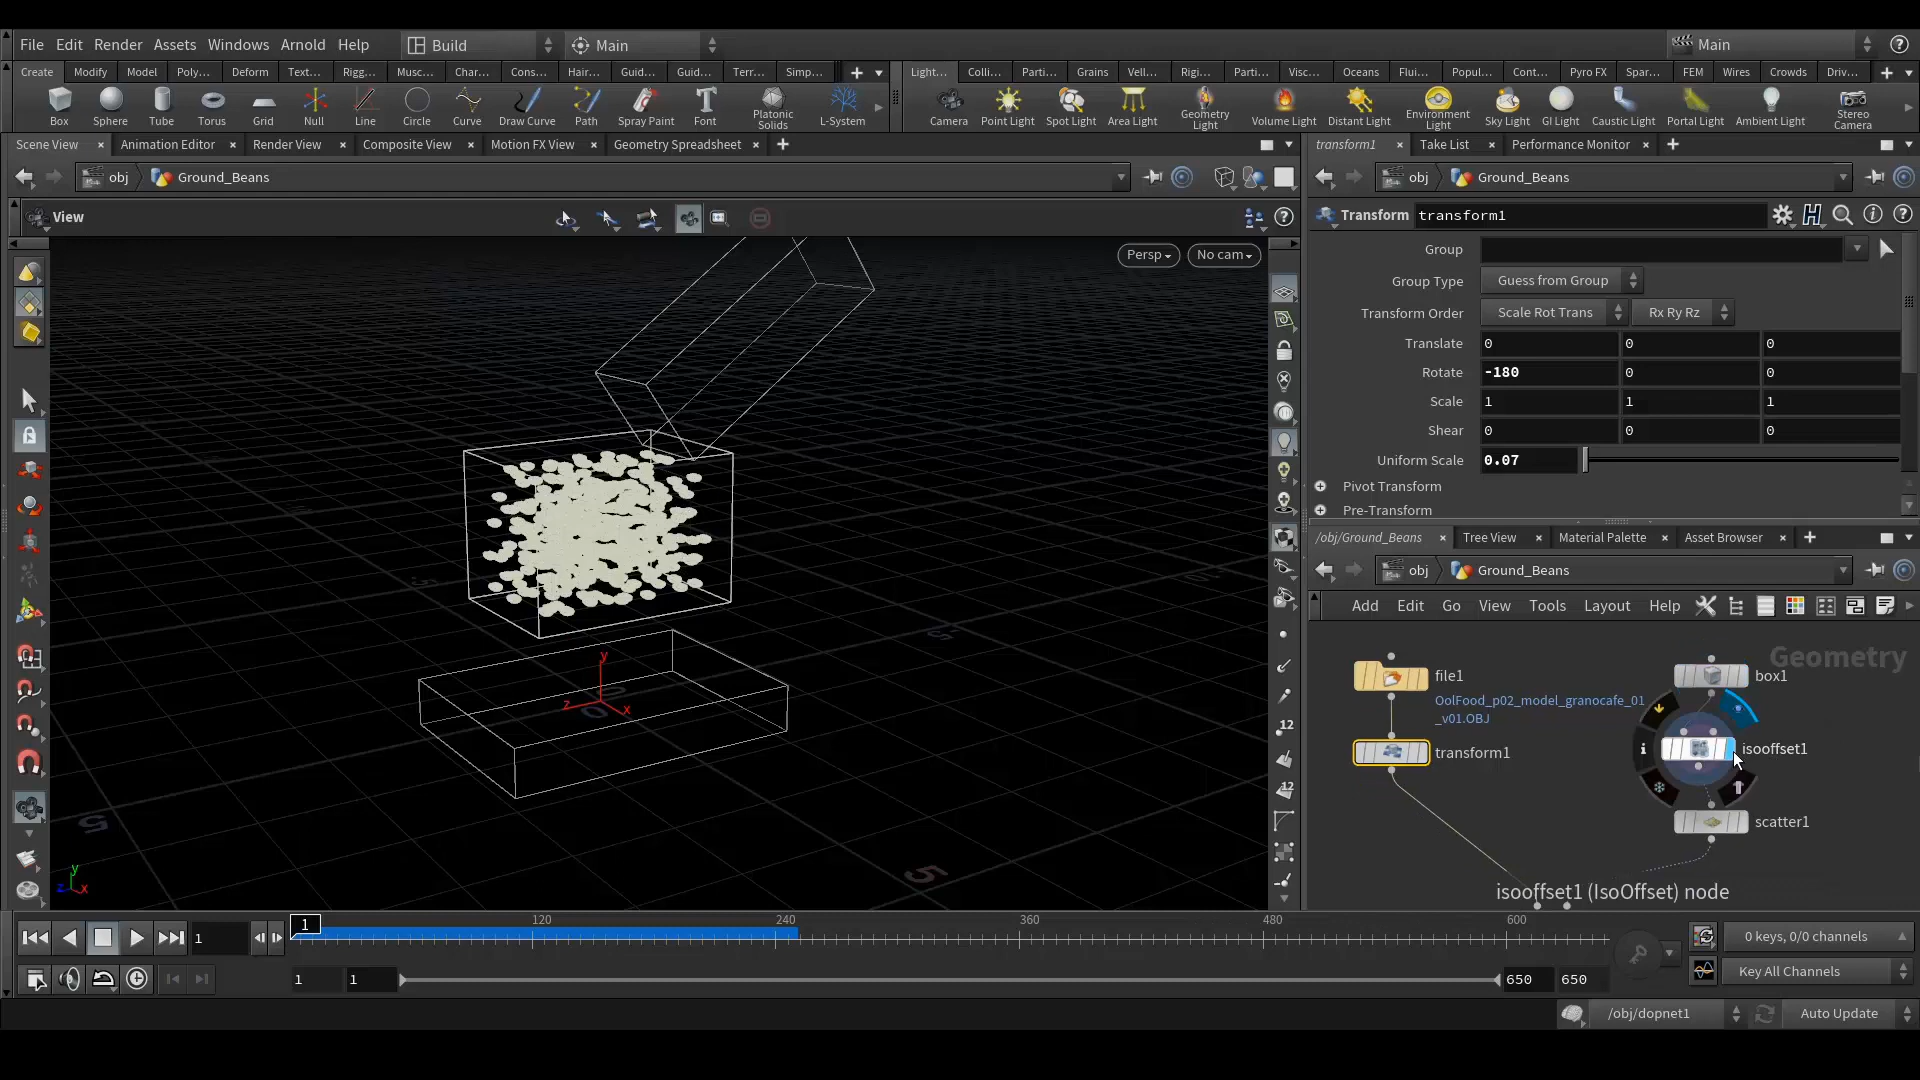 File Edit Render Assets Windows Arnold Help Build Main Main
Create Modify Model Poly... Deform Text... Rigg... Musc... Char... Cons... Hair... Guid... Guid... Terr... Simp... Light... Colli... Parti... Grains Vell... Rigi... Parti... Visc... Oceans Flui... Popul... Cont... Pyro FX Spar... FEM Wires Crowds Driv...
Box Sphere Tube Torus Grid Null Line Circle Curve Draw Curve Path Spray Paint Font Platonic Solids L-System Camera Point Light Spot Light Area Light Geometry Light Volume Light Distant Light Environment Light Sky Light GI Light Caustic Light Portal Light Ambient Light Stereo Camera
Scene View Animation Editor Render View Composite View Motion FX View Geometry Spreadsheet transform1 Take List Performance Monitor
obj Ground_Beans obj Ground_Beans
View
Transform transform1
Persp No cam
Group
Group Type Guess from Group
Transform Order Scale Rot Trans Rx Ry Rz
Translate 0 0 0
Rotate -180 0 0
Scale 1 1 1
Shear 0 0 0
Uniform Scale 0.07
Pivot Transform
Pre-Transform
/obj/Ground_Beans Tree View Material Palette Asset Browser
obj Ground_Beans
Add Edit Go View Tools Layout Help
Geometry
file1
OolFood_p02_model_granocafe_01
_v01.OBJ
transform1
box1
isooffset1
scatter1
isooffset1 (IsoOffset) node
y
z
x
5
y
z
x
12
12
1
1 120 240 360 480 600
1 1 650 650
0 keys, 0/0 channels
Key All Channels
/obj/dopnet1 Auto Update